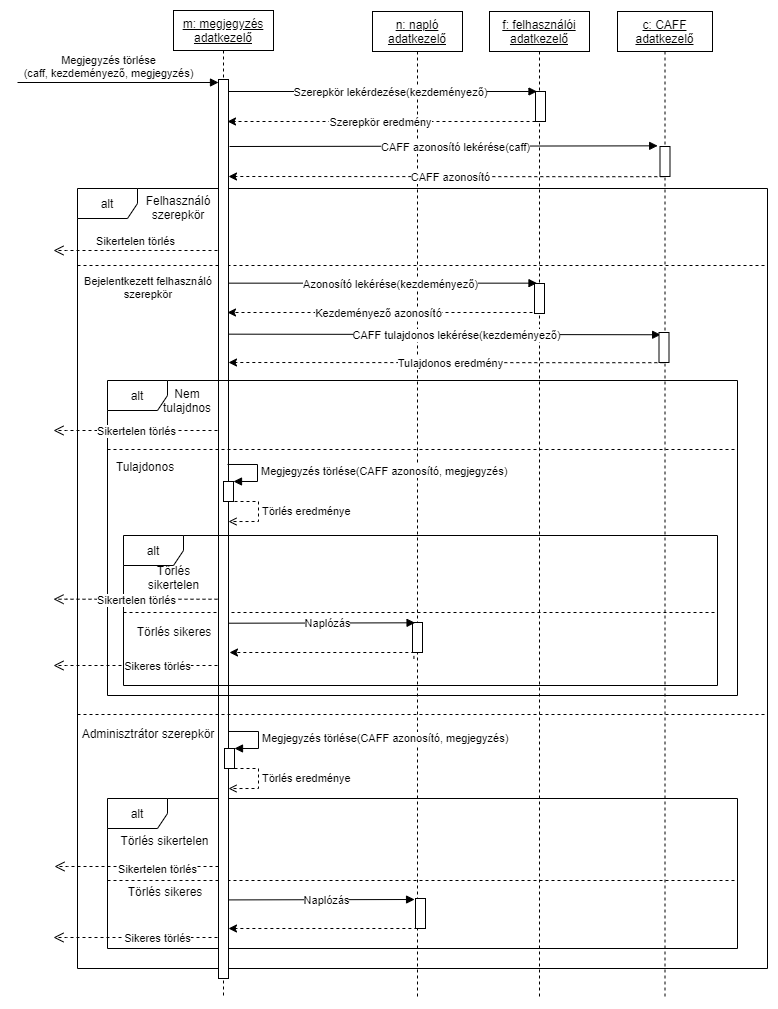 m: megjegyzés
adatkezelő
n: napló
adatkezelő
f: felhasználói
adatkezelő
c: CAFF
adatkezelő
Megjegyzés törlése
(caff, kezdeményező, megjegyzés)
Szerepkör lekérdezése(kezdeményező)
Szerepkör eredmény
CAFF azonosító lekérése(caff)
CAFF azonosító
alt
Felhasználó
szerepkör
Sikertelen törlés
Bejelentkezett felhasználó
szerepkör
Azonosító lekérése(kezdeményező)
Kezdeményező azonosító
CAFF tulajdonos lekérése(kezdeményező)
Tulajdonos eredmény
alt
Nem
tulajdnos
Sikertelen törlés
Tulajdonos
Megjegyzés törlése(CAFF azonosító, megjegyzés)
Törlés eredménye
alt
Törlés
sikertelen
Sikertelen törlés
Naplózás
Törlés sikeres
Sikeres törlés
Adminisztrátor szerepkör
Megjegyzés törlése(CAFF azonosító, megjegyzés)
Törlés eredménye
alt
Törlés sikertelen
Sikertelen törlés
Törlés sikeres
Naplózás
Sikeres törlés